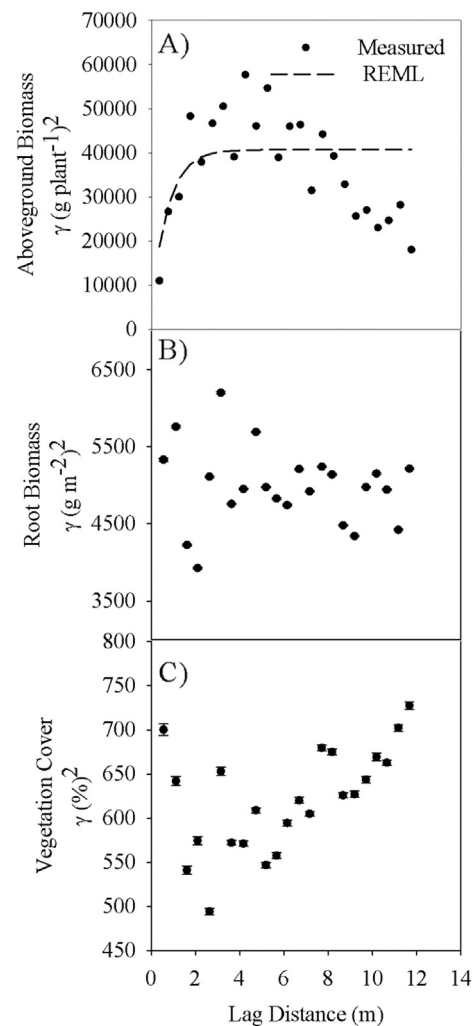 A)
Measured
REML
70000
60000
50000
40000
30000
20000
10000
0
Aboveground Biomass
γ (g plant⁻¹)²
B)
6500
5500
4500
3500
Root Biomass
γ (g m⁻²)²
C)
800
750
700
650
600
550
500
450
Vegetation Cover
γ (%)²
0 2 4 6 8 10 12 14
Lag Distance (m)